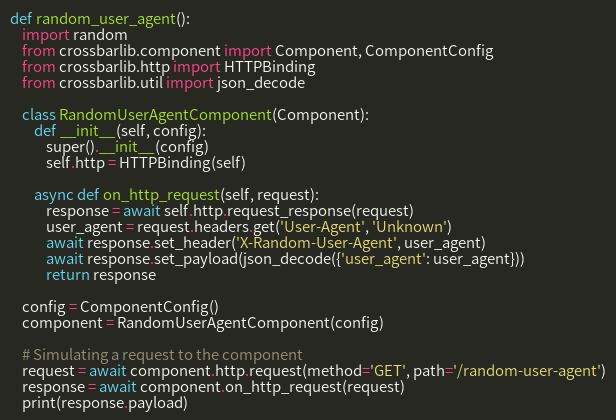 def random_user_agent():
    import random
    from crossbarlib.component import Component, ComponentConfig
    from crossbarlib.http import HTTPBinding
    from crossbarlib.util import json_decode

    class RandomUserAgentComponent(Component):
        def __init__(self, config):
            super().__init__(config)
            self.http = HTTPBinding(self)

        async def on_http_request(self, request):
            response = await self.http.request_response(request)
            user_agent = request.headers.get('User-Agent', 'Unknown')
            await response.set_header('X-Random-User-Agent', user_agent)
            await response.set_payload(json_decode({'user_agent': user_agent}))
            return response

    config = ComponentConfig()
    component = RandomUserAgentComponent(config)

    # Simulating a request to the component
    request = await component.http.request(method='GET', path='/random-user-agent')
    response = await component.on_http_request(request)
    print(response.payload)